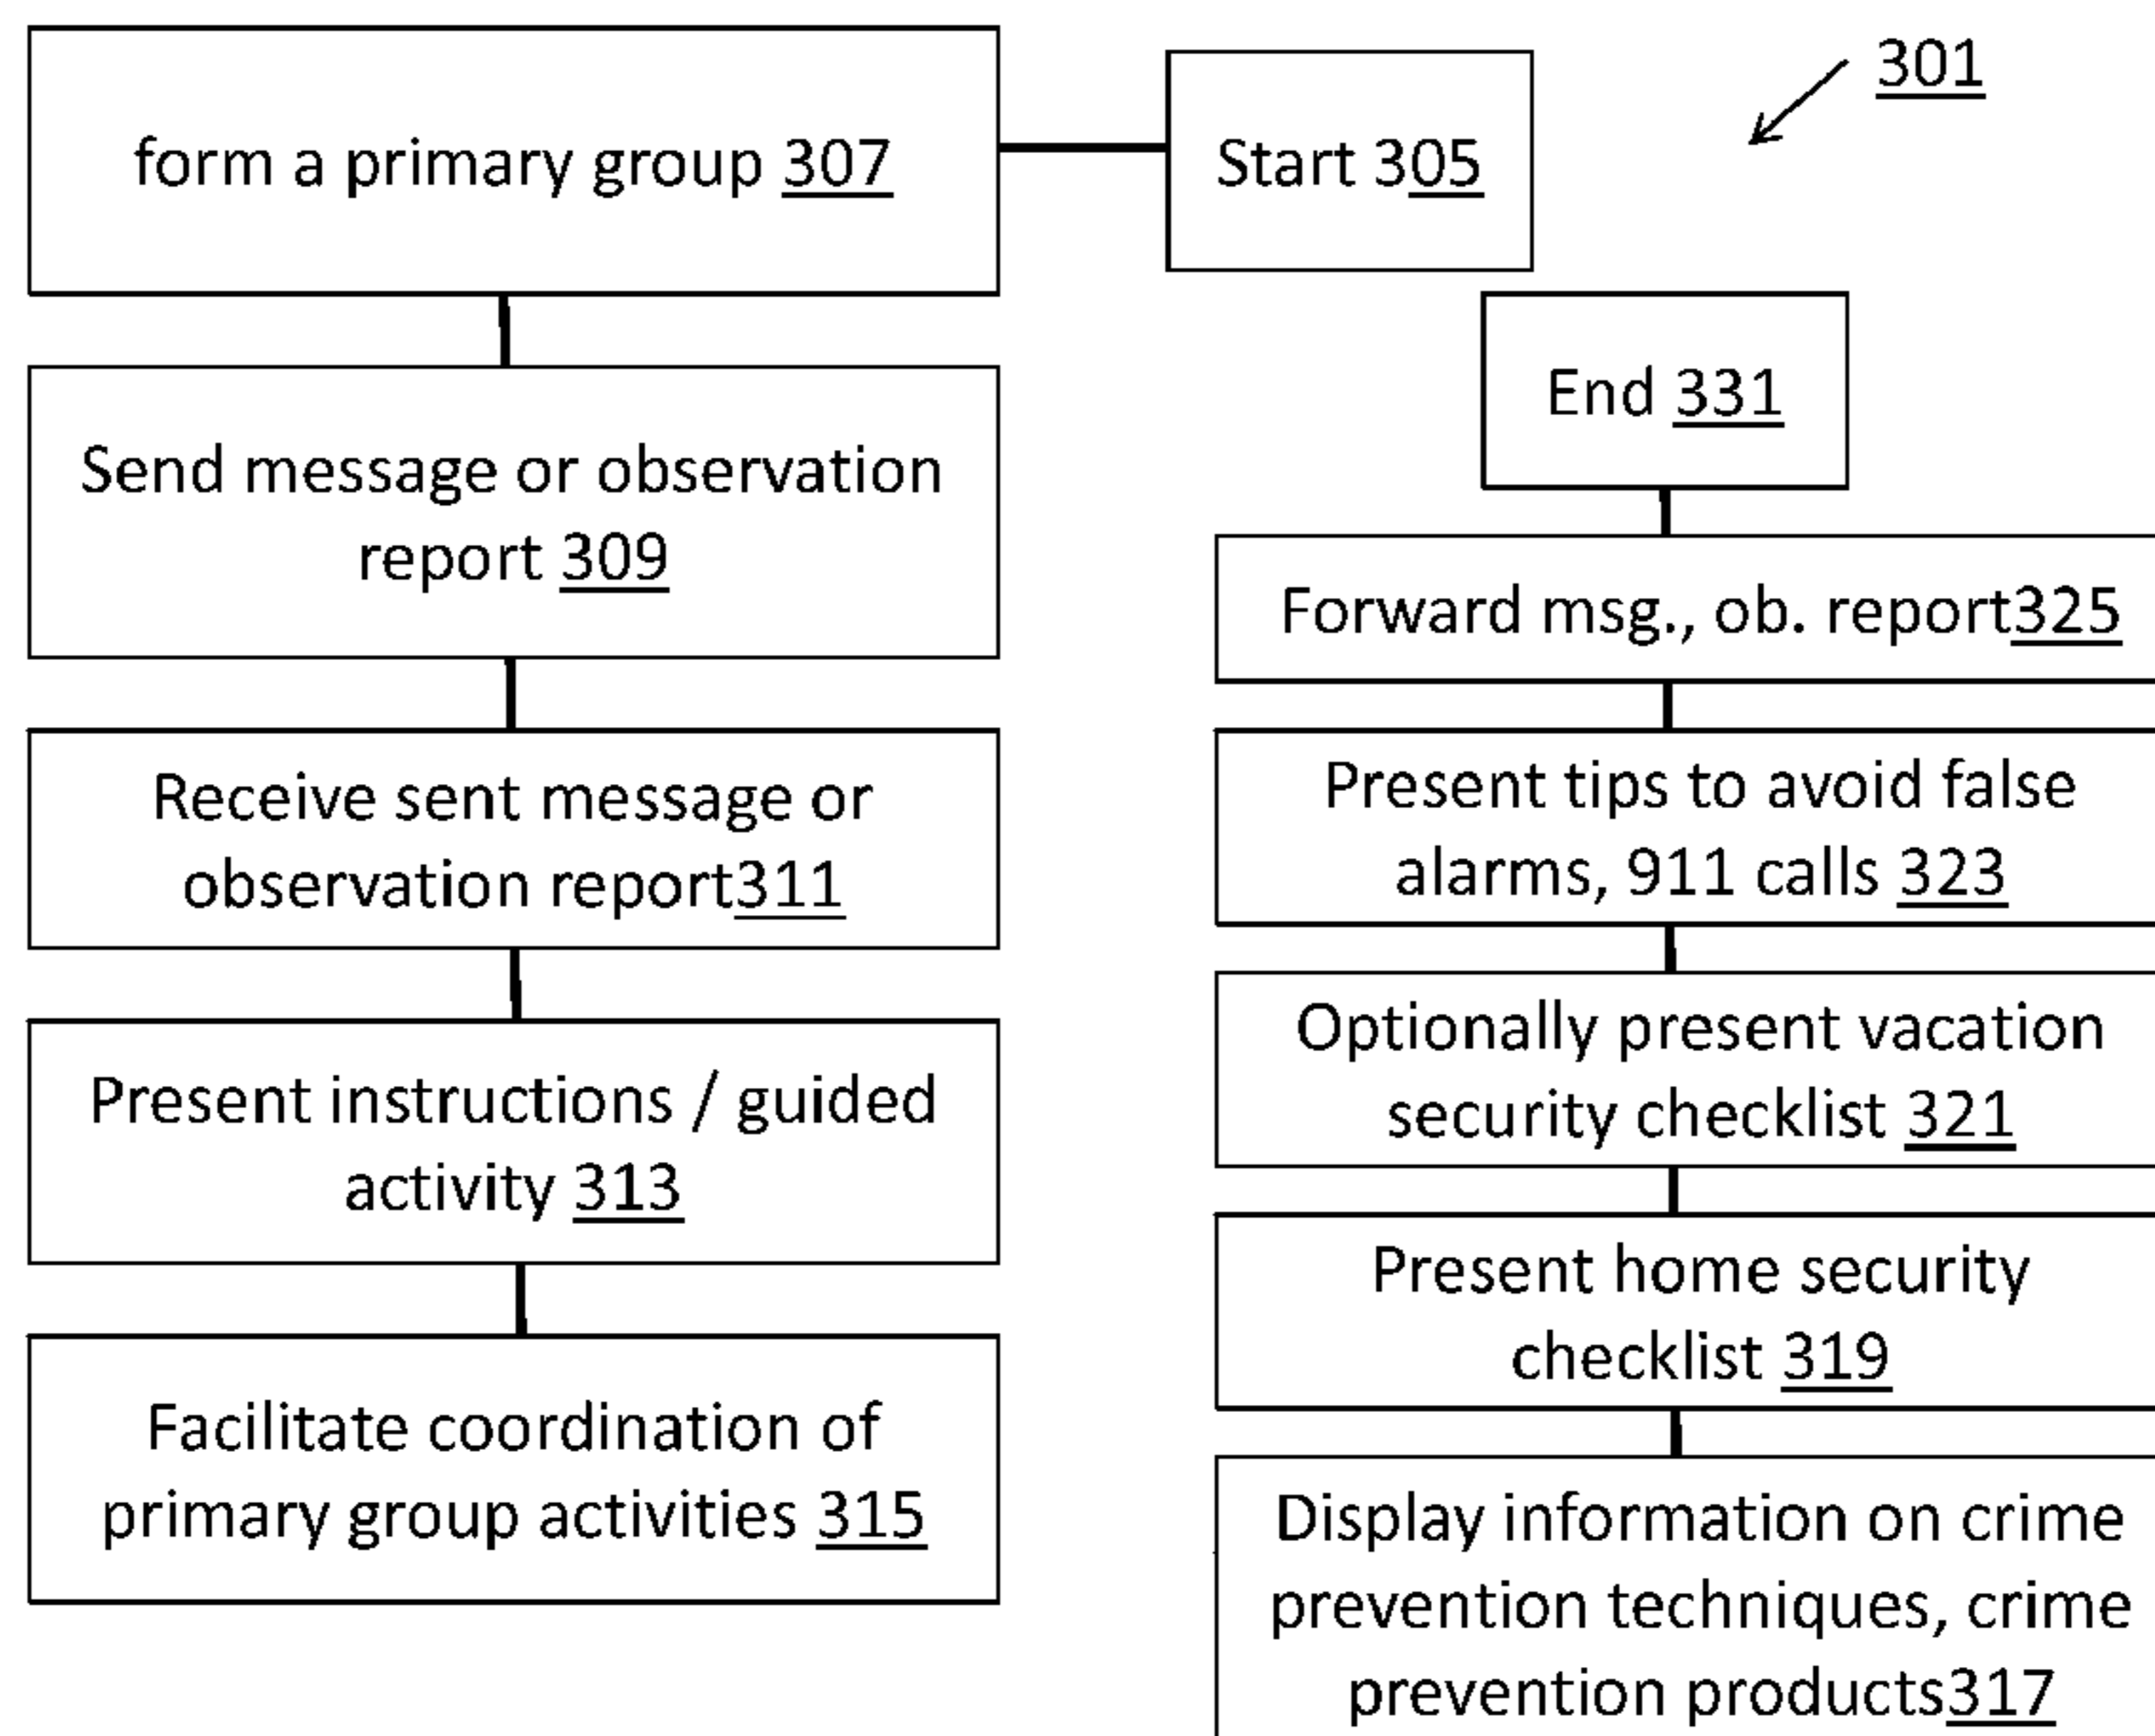 form a primary group 307
Start 305
301
Send message or observation
report 309
Receive sent message or
observation report311
Present instructions / guided
activity 313
Facilitate coordination of
primary group activities 315
End 331
Forward msg., ob. report325
Present tips to avoid false
alarms, 911 calls 323
Optionally present vacation
security checklist 321
Present home security
checklist 319
Display information on crime
prevention techniques, crime
prevention products317